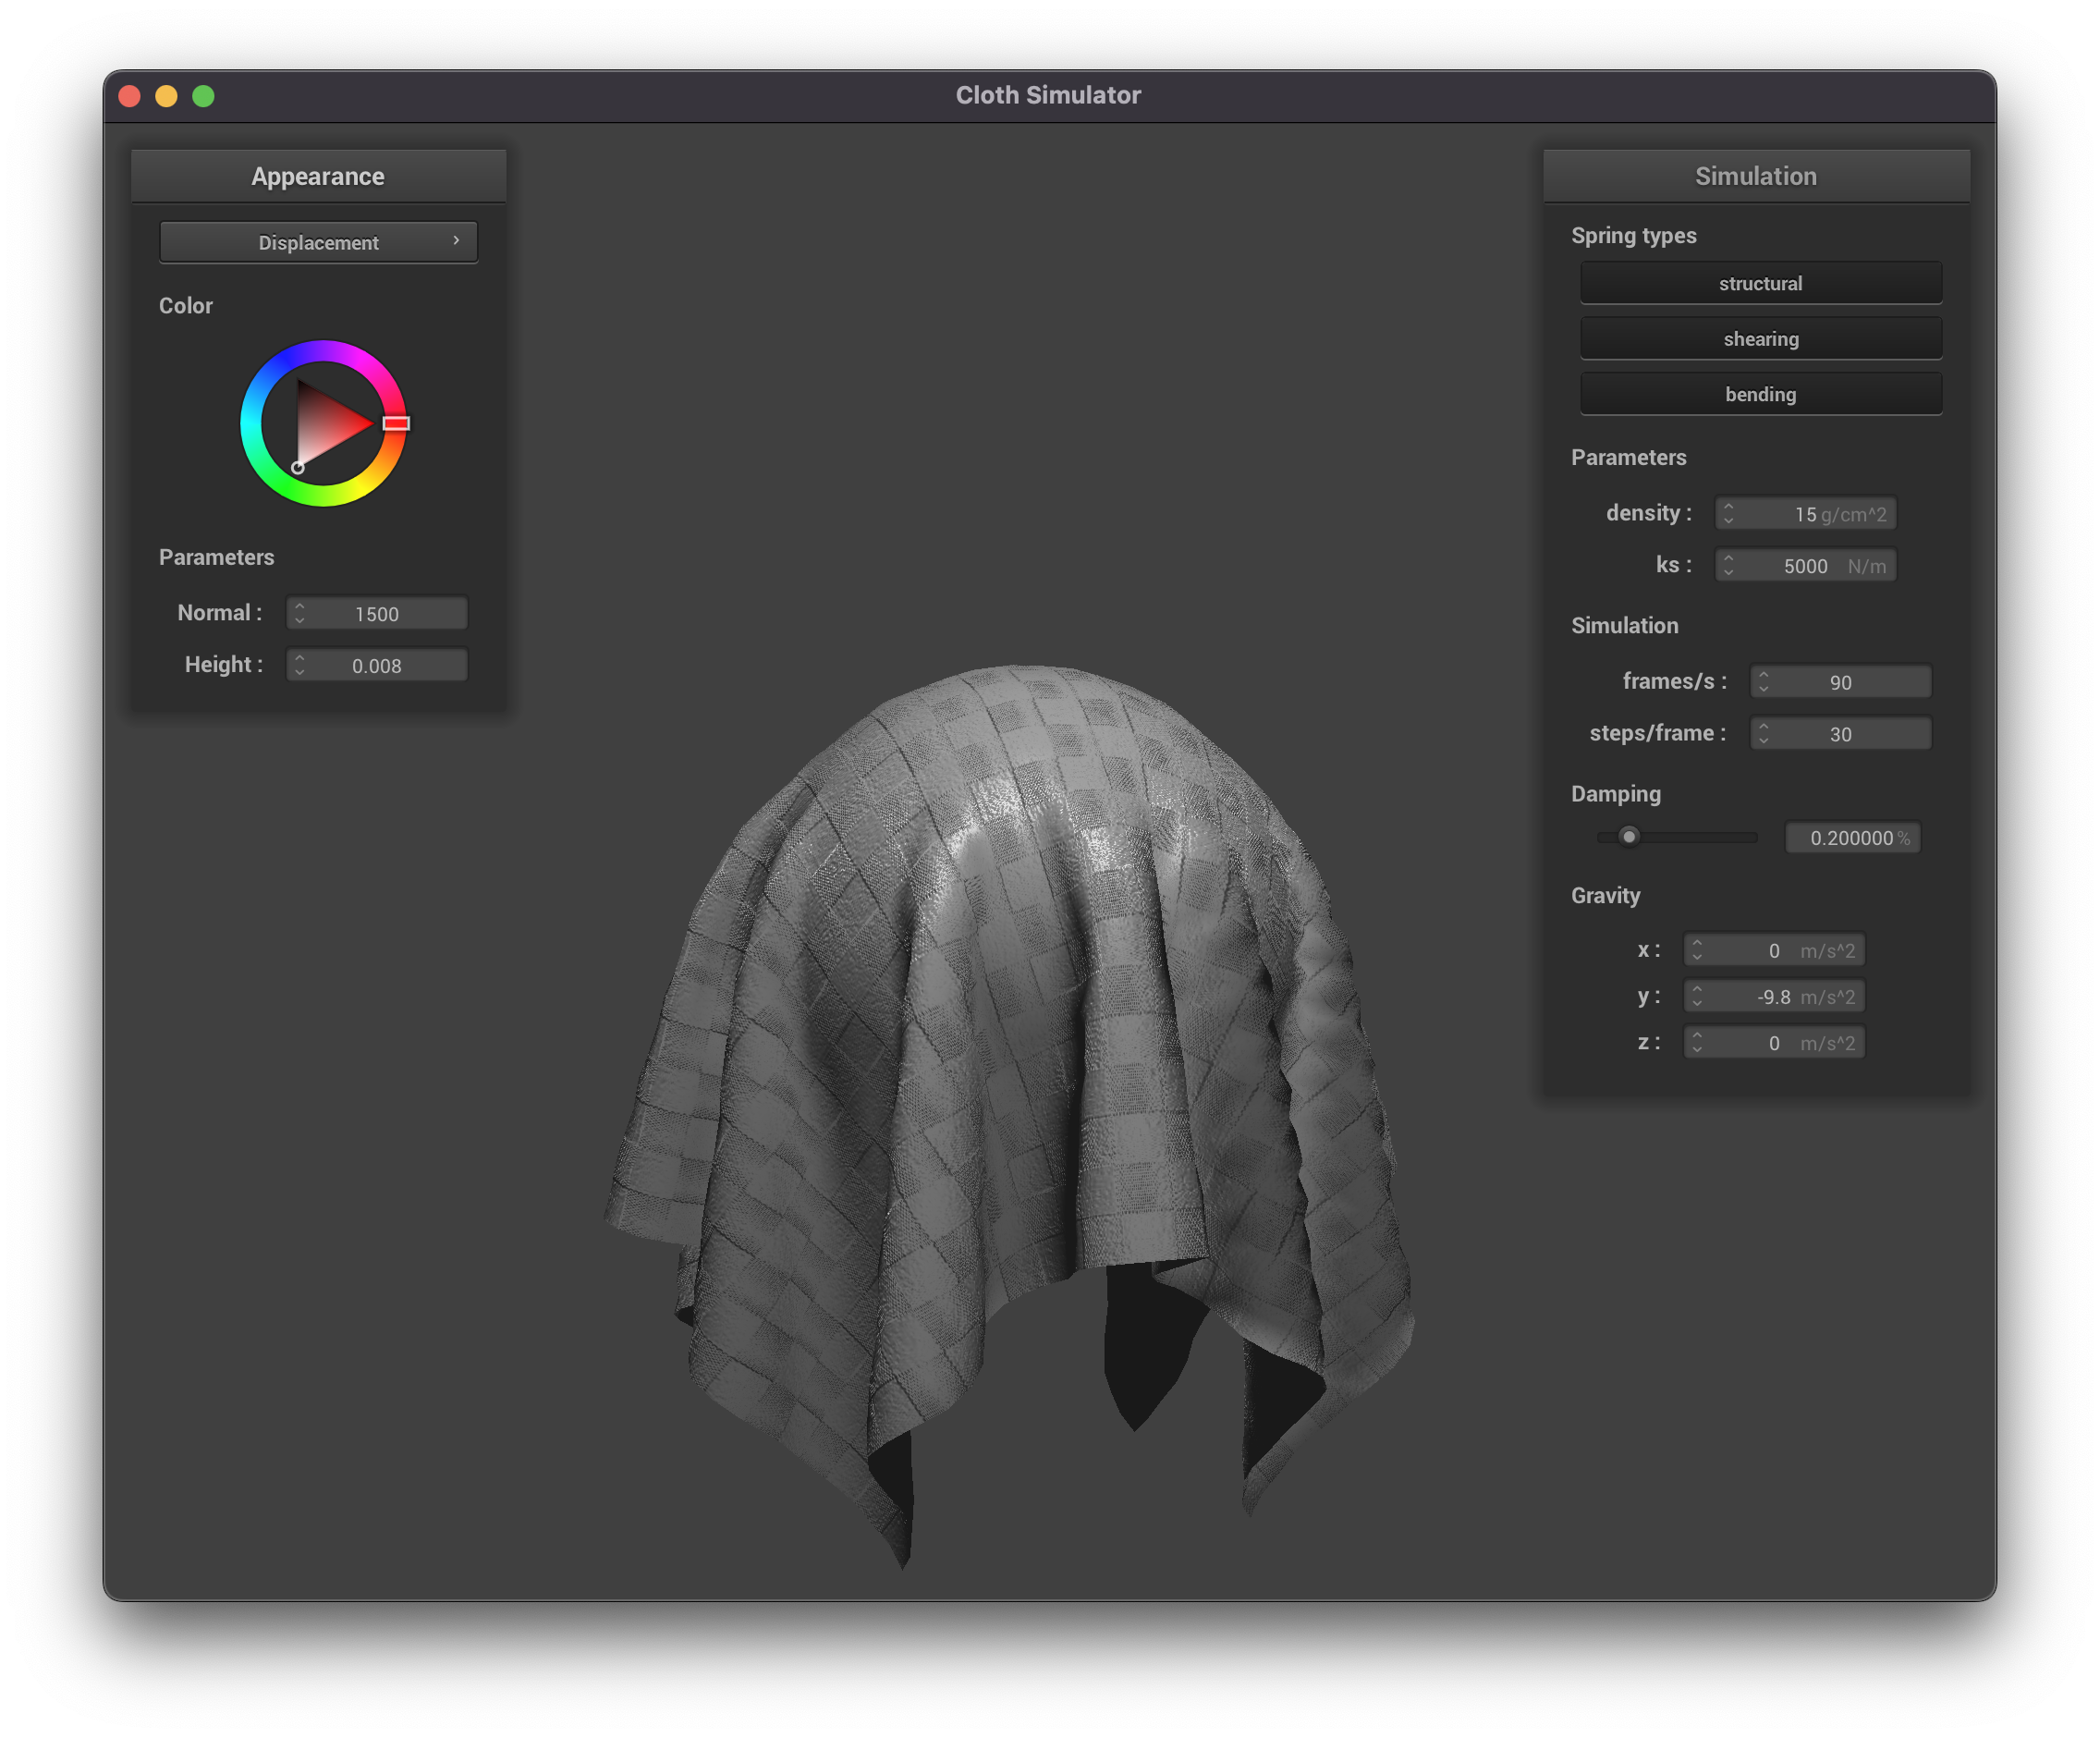 Cloth Simulator
Appearance
Displacement
Color
Parameters
Normal : 1500
Height : 0.008
Simulation
Spring types
structural
shearing
bending
Parameters
density : 15 g/cm^2
ks : 5000 N/m
Simulation
frames/s : 90
steps/frame : 30
Damping
0.200000 %
Gravity
x : 0 m/s^2
y : -9.8 m/s^2
z : 0 m/s^2